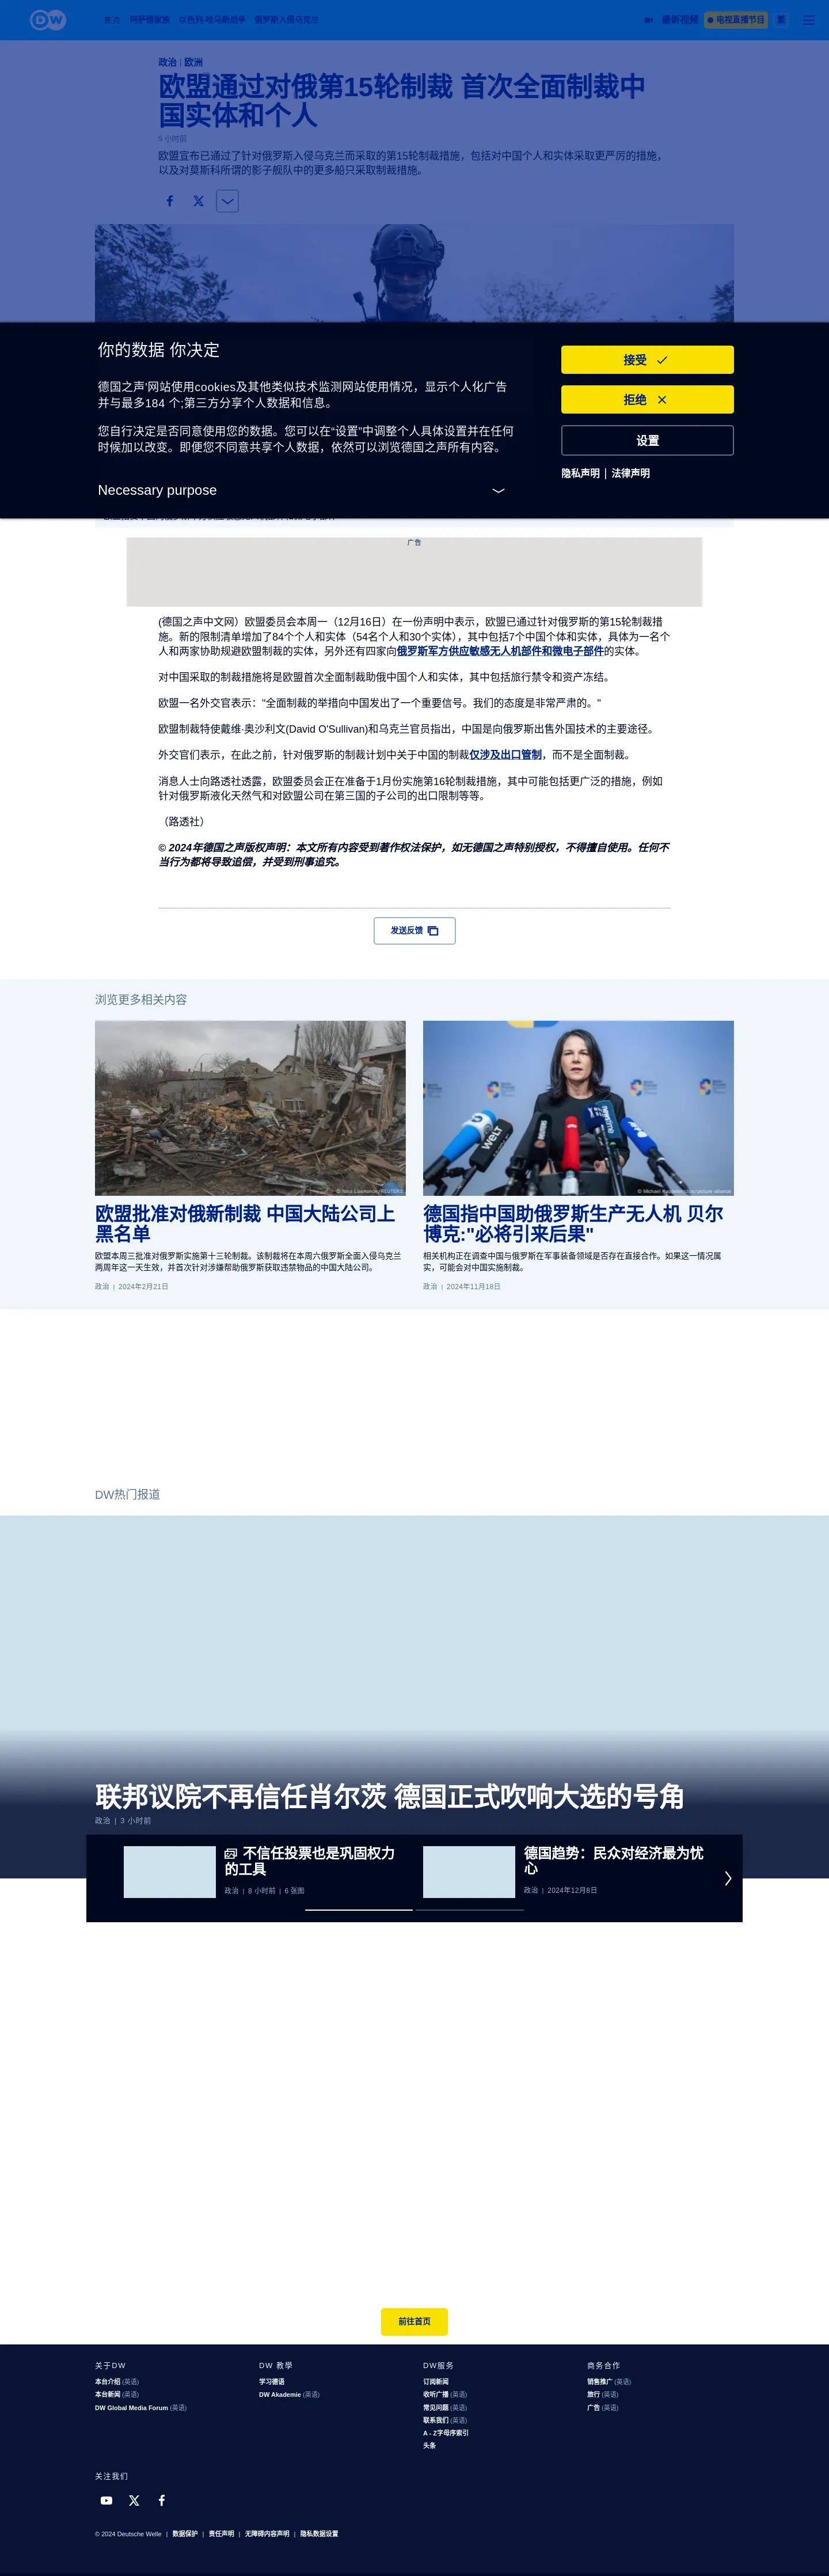 DW
焦点 阿萨德家族 以色列-哈马斯战争 俄罗斯入侵乌克兰 最新视频 电视直播节目 繁
政治 | 欧洲
欧盟通过对俄第15轮制裁 首次全面制裁中
国实体和个人
5 小时前
欧盟宣布已通过了针对俄罗斯入侵乌克兰而采取的第15轮制裁措施，包括对中国个人和实体采取更严厉的措施，
以及对莫斯科所谓的影子舰队中的更多船只采取制裁措施。
你的数据 你决定
德国之声'网站使用cookies及其他类似技术监测网站使用情况，显示个人化广告
并与最多184 个;第三方分享个人数据和信息。
您自行决定是否同意使用您的数据。您可以在“设置”中调整个人具体设置并在任何
时候加以改变。即使您不同意共享个人数据，依然可以浏览德国之声所有内容。
Necessary purpose
接受
拒绝
设置
隐私声明 | 法律声明
广告
(德国之声中文网）欧盟委员会本周一（12月16日）在一份声明中表示，欧盟已通过针对俄罗斯的第15轮制裁措
施。新的限制清单增加了84个个人和实体（54名个人和30个实体），其中包括7个中国个体和实体，具体为一名个
人和两家协助规避欧盟制裁的实体，另外还有四家向俄罗斯军方供应敏感无人机部件和微电子部件的实体。
对中国采取的制裁措施将是欧盟首次全面制裁助俄中国个人和实体，其中包括旅行禁令和资产冻结。
欧盟一名外交官表示："全面制裁的举措向中国发出了一个重要信号。我们的态度是非常严肃的。"
欧盟制裁特使戴维·奥沙利文(David O'Sullivan)和乌克兰官员指出，中国是向俄罗斯出售外国技术的主要途径。
外交官们表示，在此之前，针对俄罗斯的制裁计划中关于中国的制裁仅涉及出口管制，而不是全面制裁。
消息人士向路透社透露，欧盟委员会正在准备于1月份实施第16轮制裁措施，其中可能包括更广泛的措施，例如
针对俄罗斯液化天然气和对欧盟公司在第三国的子公司的出口限制等等。
（路透社）
© 2024年德国之声版权声明：本文所有内容受到著作权法保护，如无德国之声特别授权，不得擅自使用。任何不
当行为都将导致追偿，并受到刑事追究。
发送反馈
浏览更多相关内容
欧盟批准对俄新制裁 中国大陆公司上
黑名单
欧盟本周三批准对俄罗斯实施第十三轮制裁。该制裁将在本周六俄罗斯全面入侵乌克兰
两周年这一天生效，并首次针对涉嫌帮助俄罗斯获取违禁物品的中国大陆公司。
政治 | 2024年2月21日
WELT
德国指中国助俄罗斯生产无人机 贝尔
博克:"必将引来后果"
相关机构正在调查中国与俄罗斯在军事装备领域是否存在直接合作。如果这一情况属
实，可能会对中国实施制裁。
政治 | 2024年11月18日
DW热门报道
联邦议院不再信任肖尔茨 德国正式吹响大选的号角
政治 | 3 小时前
不信任投票也是巩固权力
的工具
政治 | 8 小时前 | 6 张图
德国趋势：民众对经济最为忧
心
政治 | 2024年12月8日
前往首页
关于DW
本台介绍 (英语)
本台新闻 (英语)
DW Global Media Forum (英语)
DW 教學
学习德语
DW Akademie (英语)
DW服务
订阅新闻
收听广播 (英语)
常见问题 (英语)
联系我们 (英语)
A - Z字母序索引
头条
商务合作
销售推广 (英语)
旅行 (英语)
广告 (英语)
关注我们
© 2024 Deutsche Welle | 数据保护 | 责任声明 | 无障碍内容声明 | 隐私数据设置